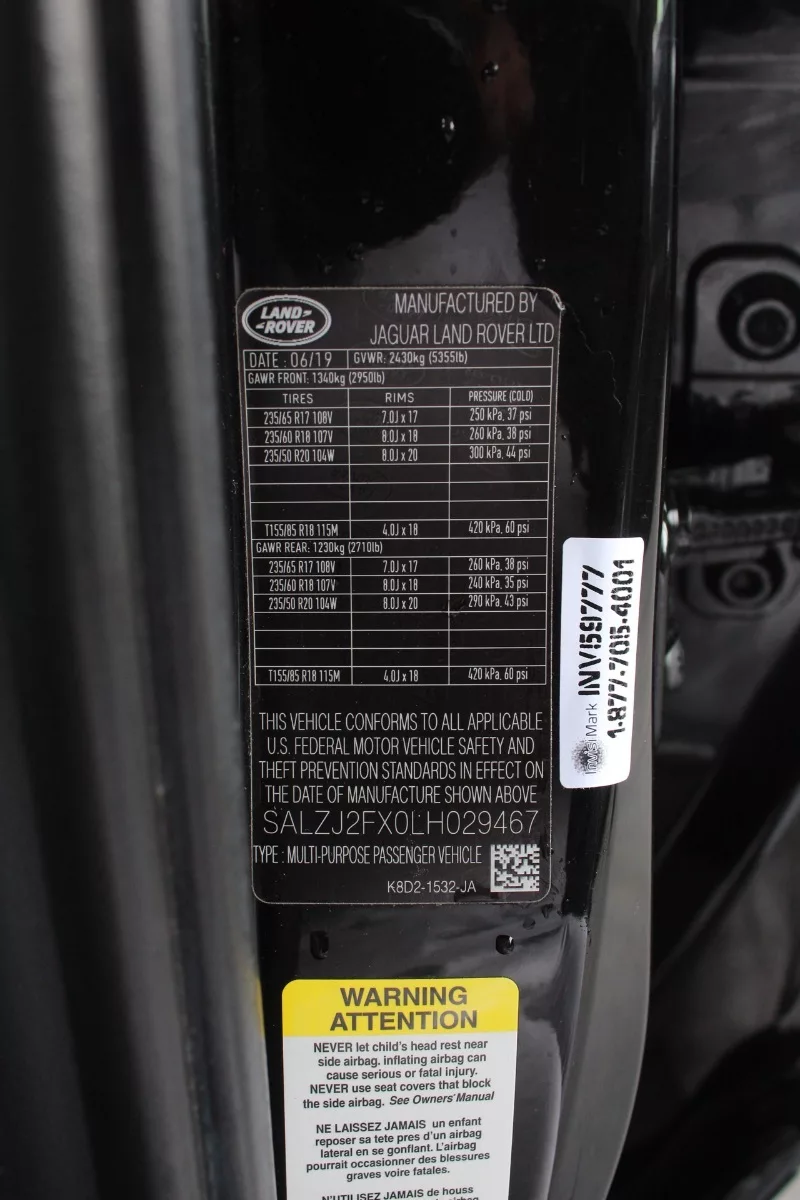 LAND-
-ROVER
MANUFACTURED BY
JAGUAR LAND ROVER LTD
DATE : 06/19 GVWR: 2430kg (5355lb)
GAWR FRONT: 1340kg (2950lb)
TIRES RIMS PRESSURE (COLD)
235/65 R17 108V 7.0J x 17 250 kPa, 37 psi
235/60 R18 107V 8.0J x 18 260 kPa, 38 psi
235/50 R20 104W 8.0J x 20 300 kPa, 44 psi
T155/85 R18 115M 4.0J x 18 420 kPa, 60 psi
GAWR REAR: 1230kg (2710lb)
235/65 R17 108V 7.0J x 17 260 kPa, 38 psi
235/60 R18 107V 8.0J x 18 240 kPa, 35 psi
235/50 R20 104W 8.0J x 20 290 kPa, 43 psi
T155/85 R18 115M 4.0J x 18 420 kPa, 60 psi
THIS VEHICLE CONFORMS TO ALL APPLICABLE
U.S. FEDERAL MOTOR VEHICLE SAFETY AND
THEFT PREVENTION STANDARDS IN EFFECT ON
THE DATE OF MANUFACTURE SHOWN ABOVE
SALZJ2FX0LH029467
TYPE : MULTI-PURPOSE PASSENGER VEHICLE
K8D2-1532-JA
InvisiMark INV59777
1-877-705-4001
WARNING
ATTENTION
NEVER let child's head rest near
side airbag, inflating airbag can
cause serious or fatal injury.
NEVER use seat covers that block
the side airbag. See Owners' Manual
NE LAISSEZ JAMAIS un enfant
reposer sa tete pres d'un airbag
lateral en se gonflant. L'airbag
pourrait occasionner des blessures
graves voire fatales.
N'UTILISEZ JAMAIS de houss